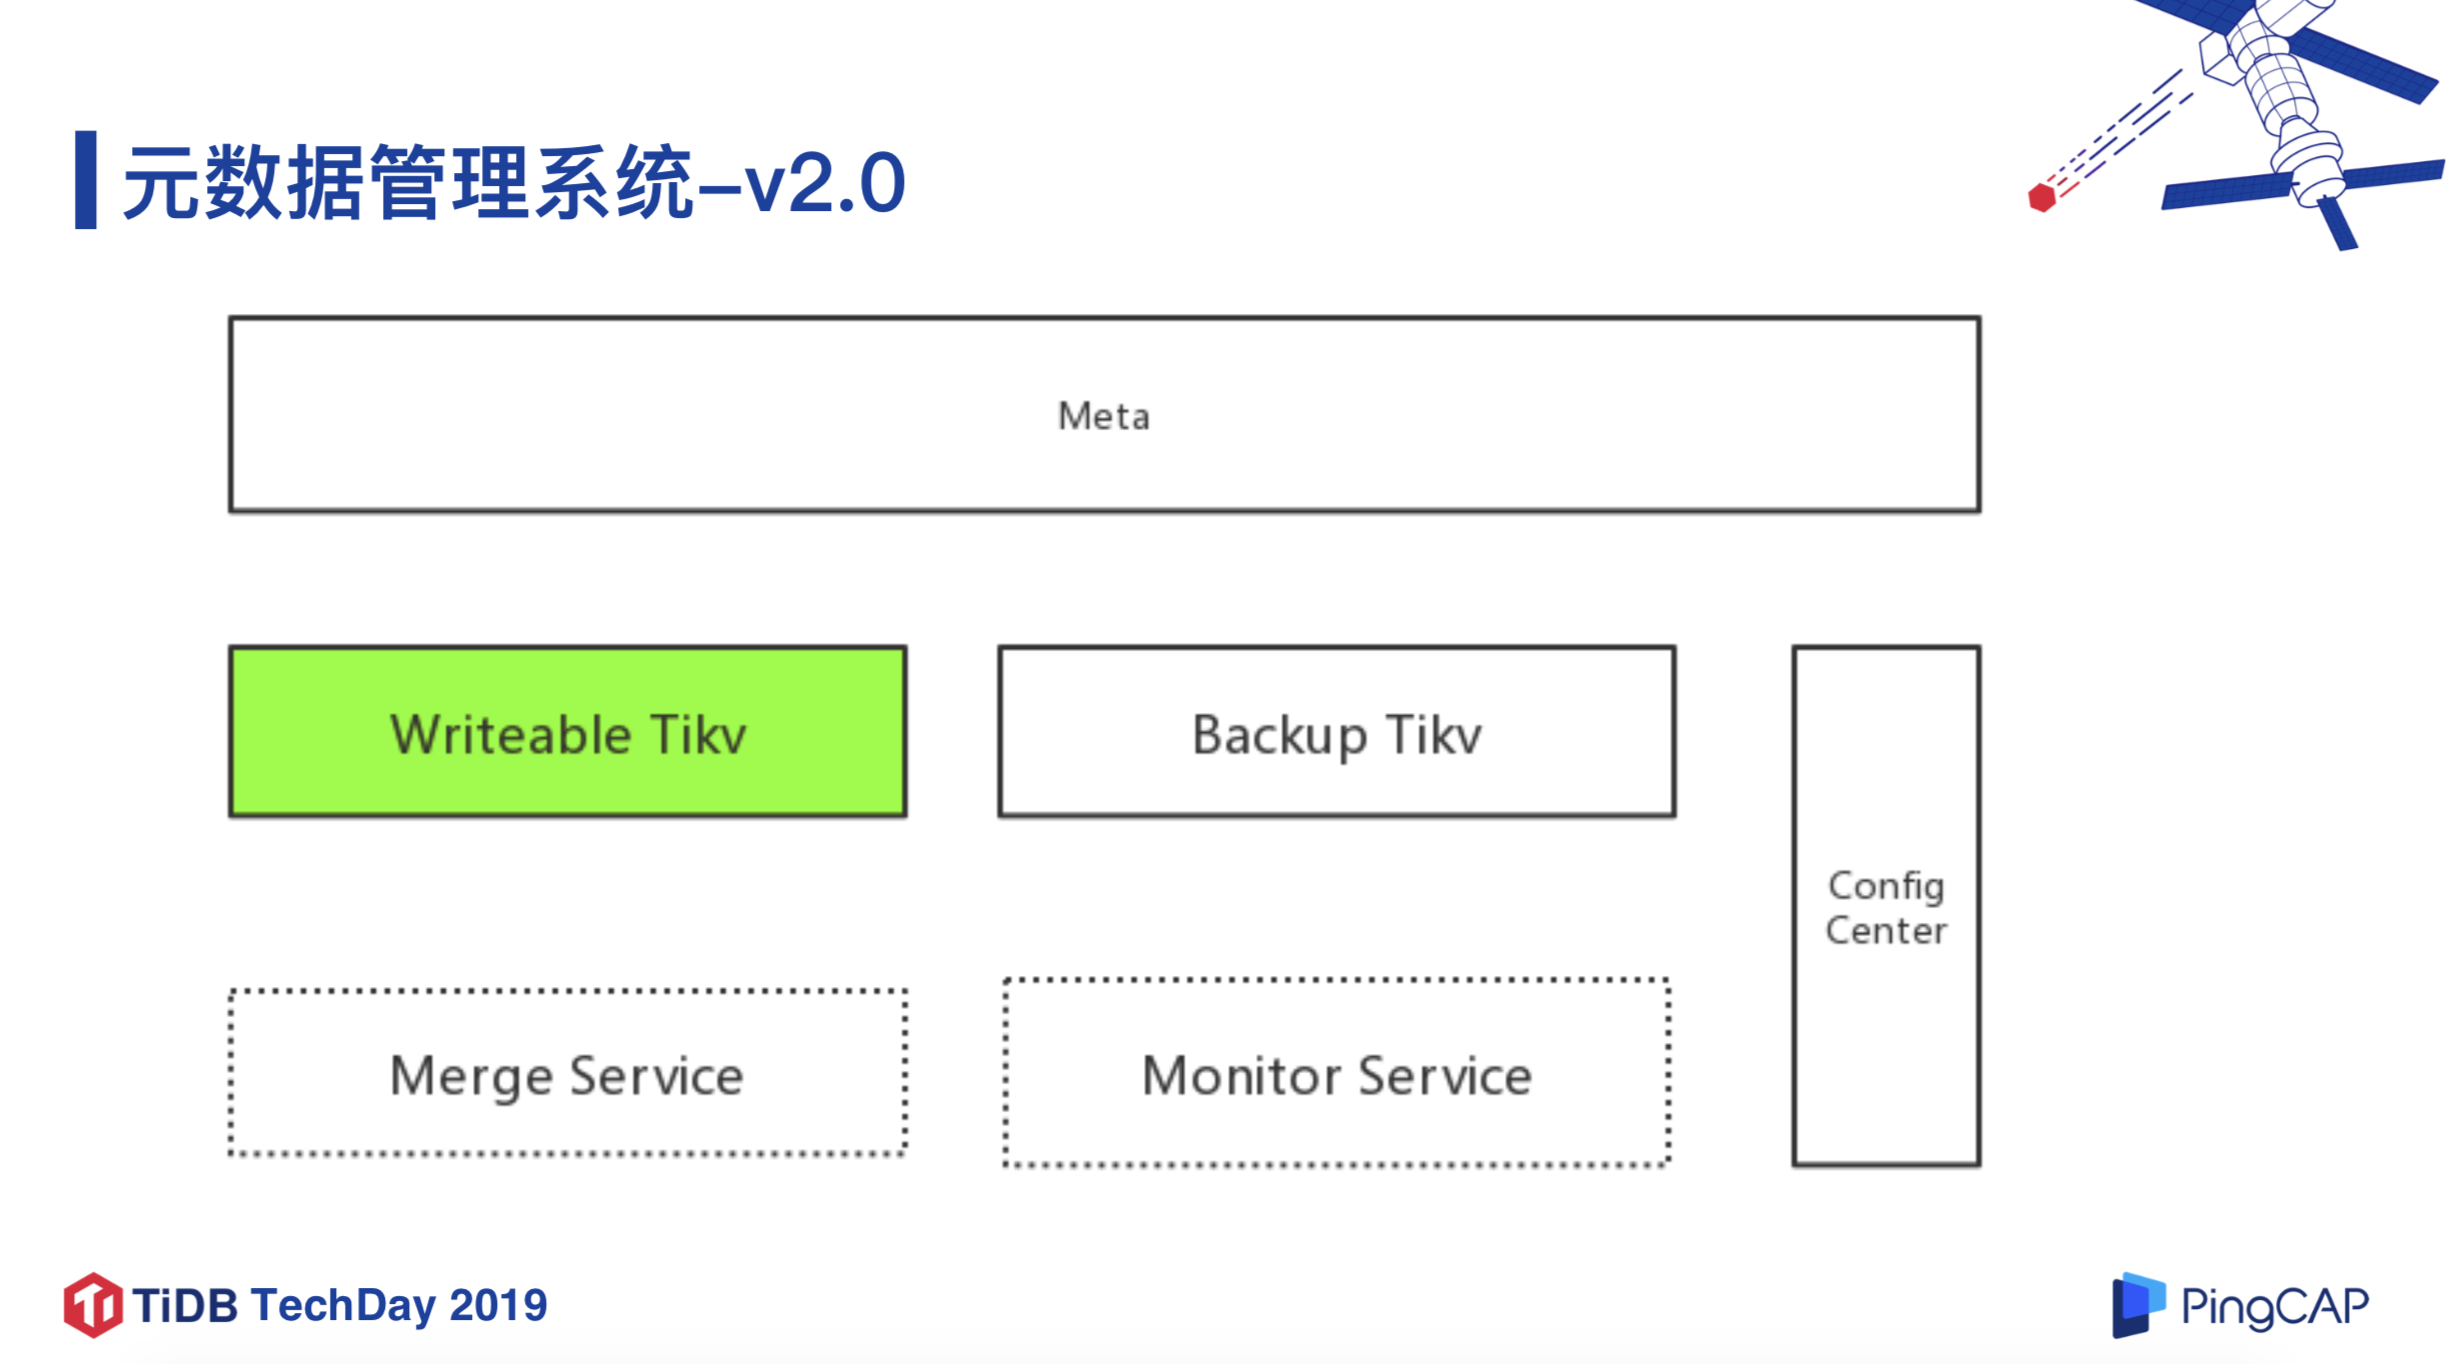 元数据管理系统–v2.0
Meta
Writeable Tikv
Backup Tikv
Config
Center
Merge Service
Monitor Service
TiDB TechDay 2019
PingCAP